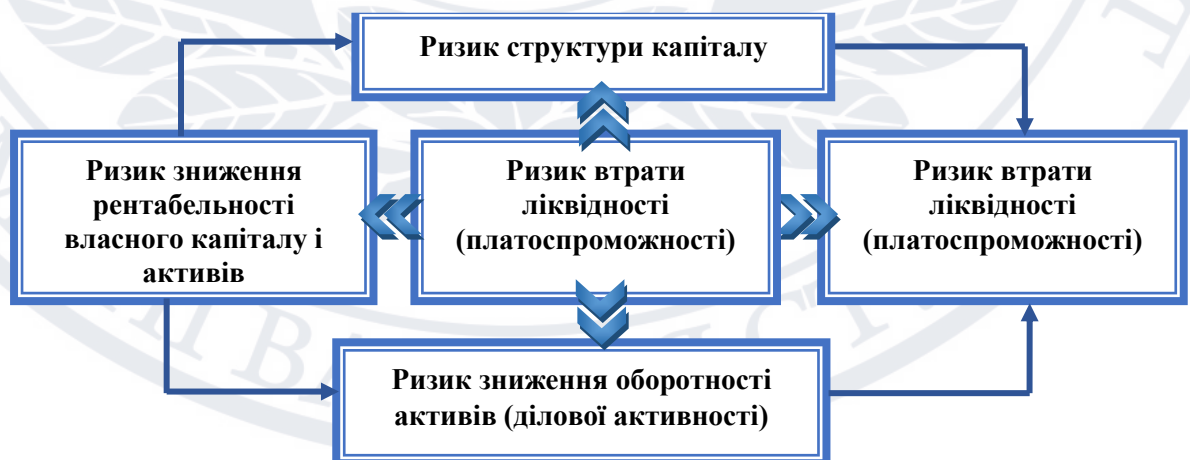 Ризик структури капіталу
Ризик зниження
рентабельності
власного капіталу і
активів
Ризик втрати
ліквідності
(платоспроможності)
Ризик втрати
ліквідності
(платоспроможності)
Ризик зниження оборотності
активів (ділової активності)